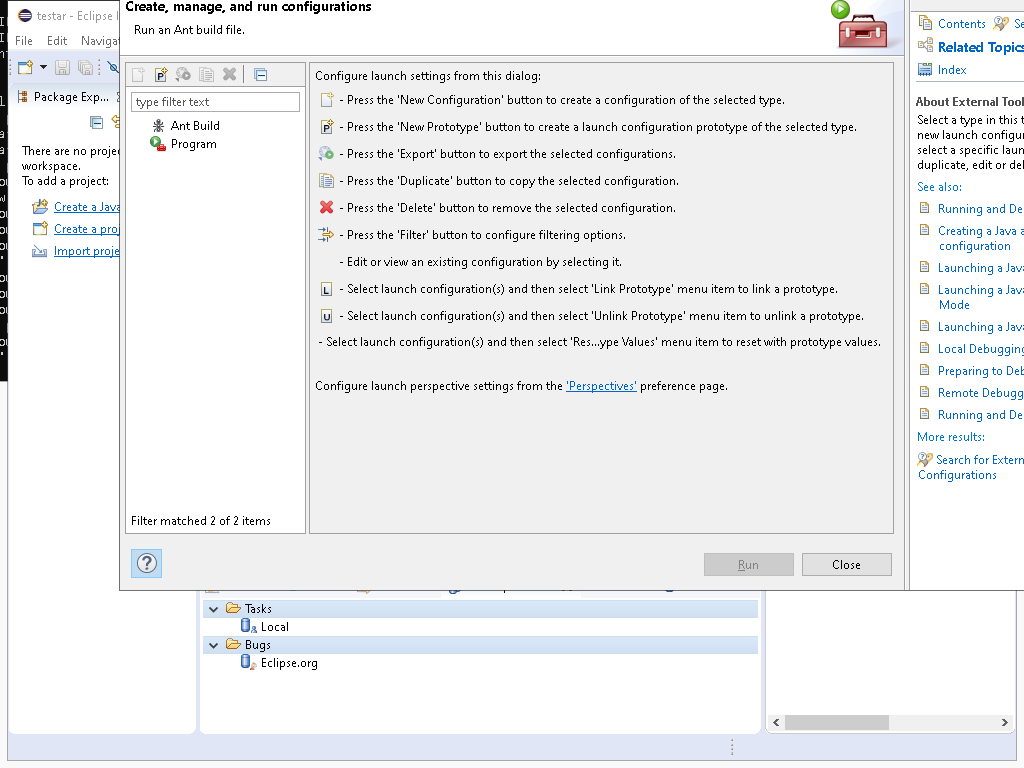 testar - Eclipse I
File Edit Navigat
Package Exp...
There are no proje
workspace.
To add a project:
Create a Java
Create a proj
Import proje
Create, manage, and run configurations
Run an Ant build file.
type filter text
Ant Build
Program
Filter matched 2 of 2 items
Configure launch settings from this dialog:
- Press the 'New Configuration' button to create a configuration of the selected type.
- Press the 'New Prototype' button to create a launch configuration prototype of the selected type.
- Press the 'Export' button to export the selected configurations.
- Press the 'Duplicate' button to copy the selected configuration.
- Press the 'Delete' button to remove the selected configuration.
- Press the 'Filter' button to configure filtering options.
- Edit or view an existing configuration by selecting it.
- Select launch configuration(s) and then select 'Link Prototype' menu item to link a prototype.
- Select launch configuration(s) and then select 'Unlink Prototype' menu item to unlink a prototype.
- Select launch configuration(s) and then select 'Res...ype Values' menu item to reset with prototype values.
Configure launch perspective settings from the 'Perspectives' preference page.
Run
Close
Contents Se
Related Topics
Index
About External Tool
Select a type in this t
new launch configur
select a specific laun
duplicate, edit or del
See also:
Running and De
Creating a Java a
configuration
Launching a Java
Launching a Java
Mode
Launching a Java
Local Debugging
Preparing to Deb
Remote Debugg
Running and De
More results:
Search for Extern
Configurations
Tasks
Local
Bugs
Eclipse.org